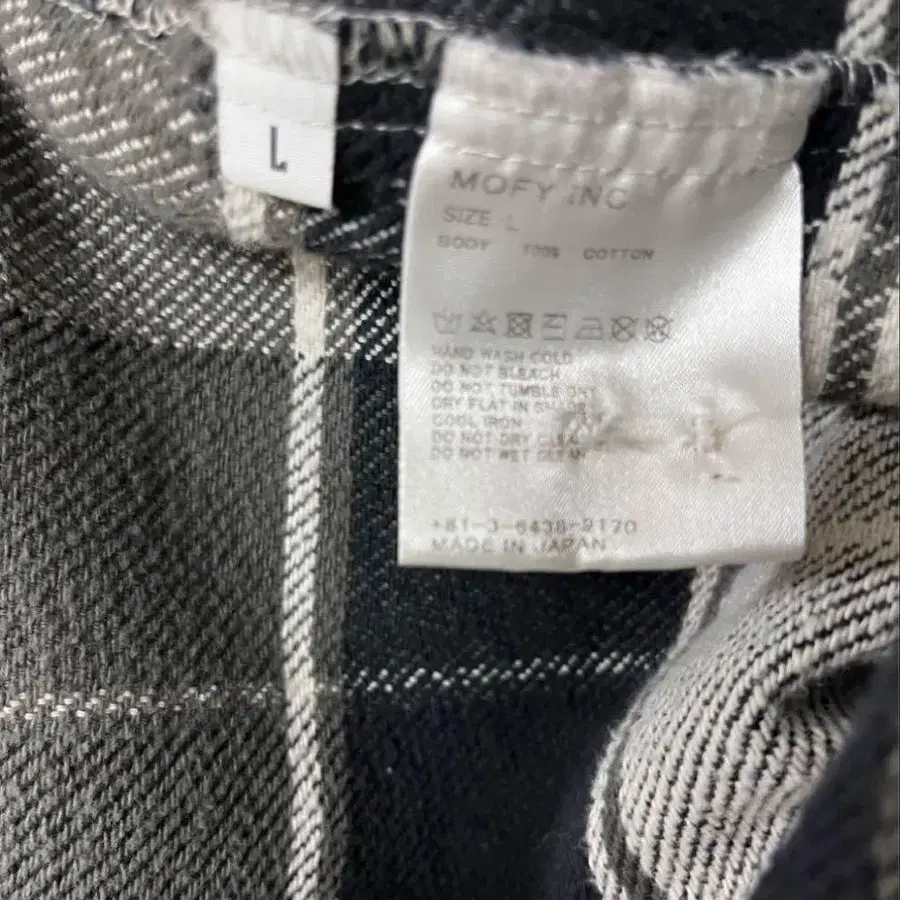 L
MOFY INC
SIZE L
BODY 100% COTTON
HAND WASH COLD
DO NOT BLEACH
DO NOT TUMBLE DRY
DRY FLAT IN SHADE
COOL IRON
DO NOT DRY CLEA
DO NOT WET CLEAN
+81-3-6438-9170
MADE IN JAPAN